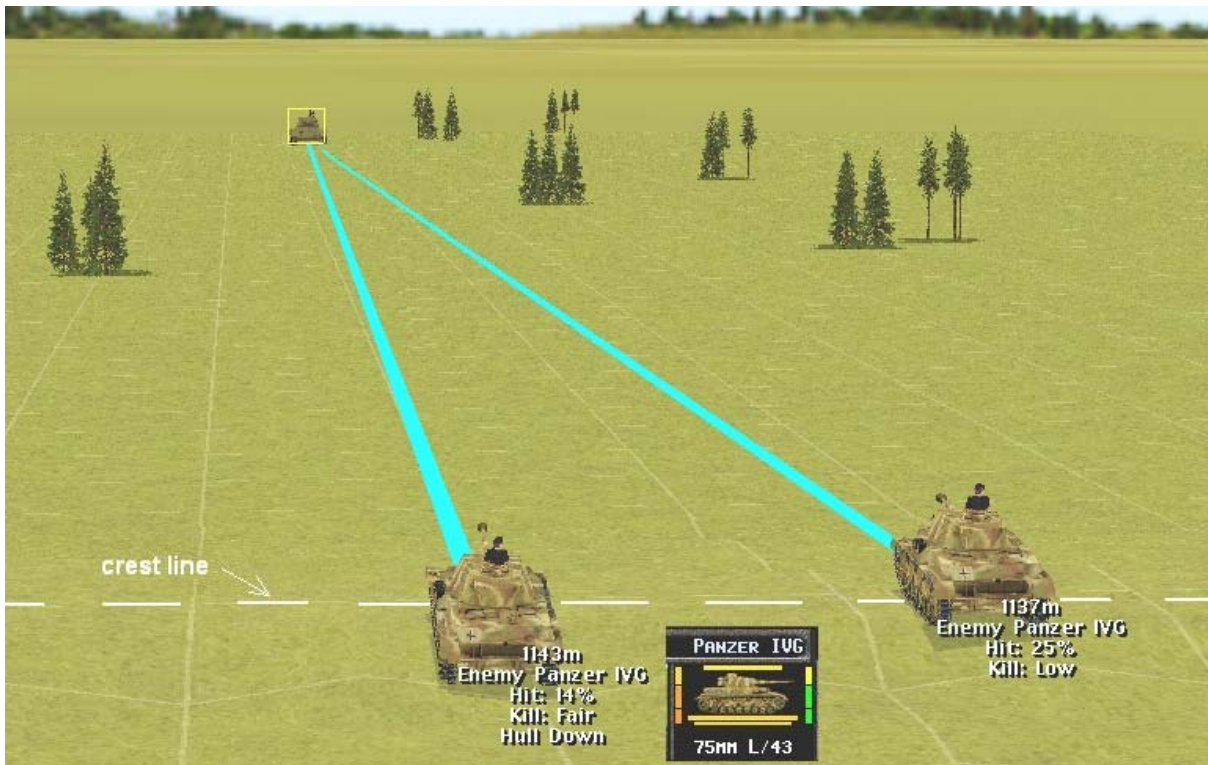 crest line
1143m
Enemy Panzer IVG
Hit: 14%
Kill: Fair
Hull Down
PANZER IVG
75MM L/43
1137m
Enemy Panzer IVG
Hit: 25%
Kill: Low